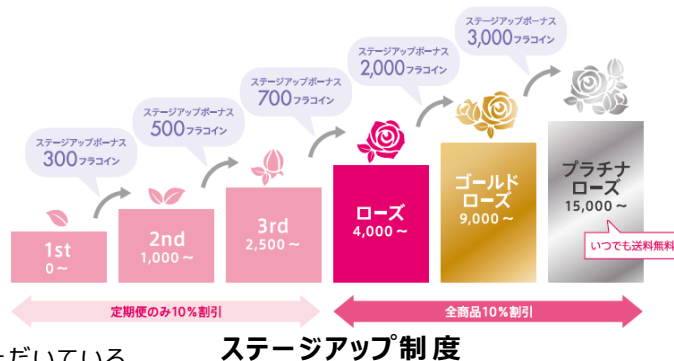 ステージアップボーナス
3,000フラコイン
ステージアップボーナス
2,000フラコイン
ステージアップボーナス
700フラコイン
ステージアップボーナス
500フラコイン
ステージアップボーナス
300フラコイン
1st
0～
2nd
1,000～
3rd
2,500～
ローズ
4,000～
ゴールド
ローズ
9,000～
プラチナ
ローズ
15,000～
いつでも送料無料
定期便のみ10%割引
全商品10%割引
ただいている
ステージアップ制度